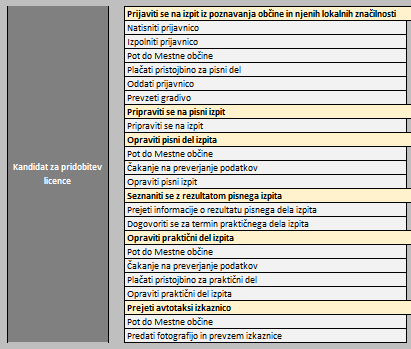 Kandidat za pridobitev
licence
Prijaviti se na izpit iz poznavanja občine in njenih lokalnih značilnosti
Natisniti prijavnico
Izpolniti prijavnico
Pot do Mestne občine
Plačati pristojbino za pisni del
Oddati prijavnico
Prevzeti gradivo
Pripraviti se na pisni izpit
Pripraviti se na izpit
Opraviti pisni del izpita
Pot do Mestne občine
Čakanje na preverjanje podatkov
Opraviti pisni izpit
Seznaniti se z rezultatom pisnega izpita
Prejeti informacije o rezultatu pisnega dela izpita
Dogovoriti se za termin praktičnega dela izpita
Opraviti praktični del izpita
Pot do Mestne občine
Čakanje na preverjanje podatkov
Plačati pristojbino za praktični del
Opraviti praktični del izpita
Prejeti avtotaksi izkaznico
Pot do Mestne občine
Predati fotografijo in prevzem izkaznice